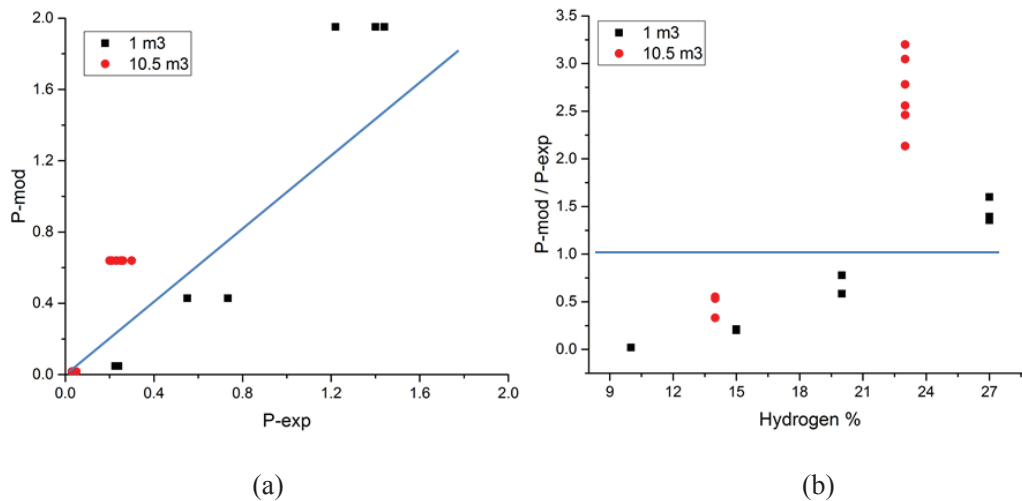 2.0
1.6
1.2
0.8
0.4
0.0
P-mod
1 m3
10.5 m3
0.0 0.4 0.8 1.2 1.6 2.0
P-exp
(a)
3.5
3.0
2.5
2.0
1.5
1.0
0.5
0.0
P-mod / P-exp
1 m3
10.5 m3
9 12 15 18 21 24 27
Hydrogen %
(b)